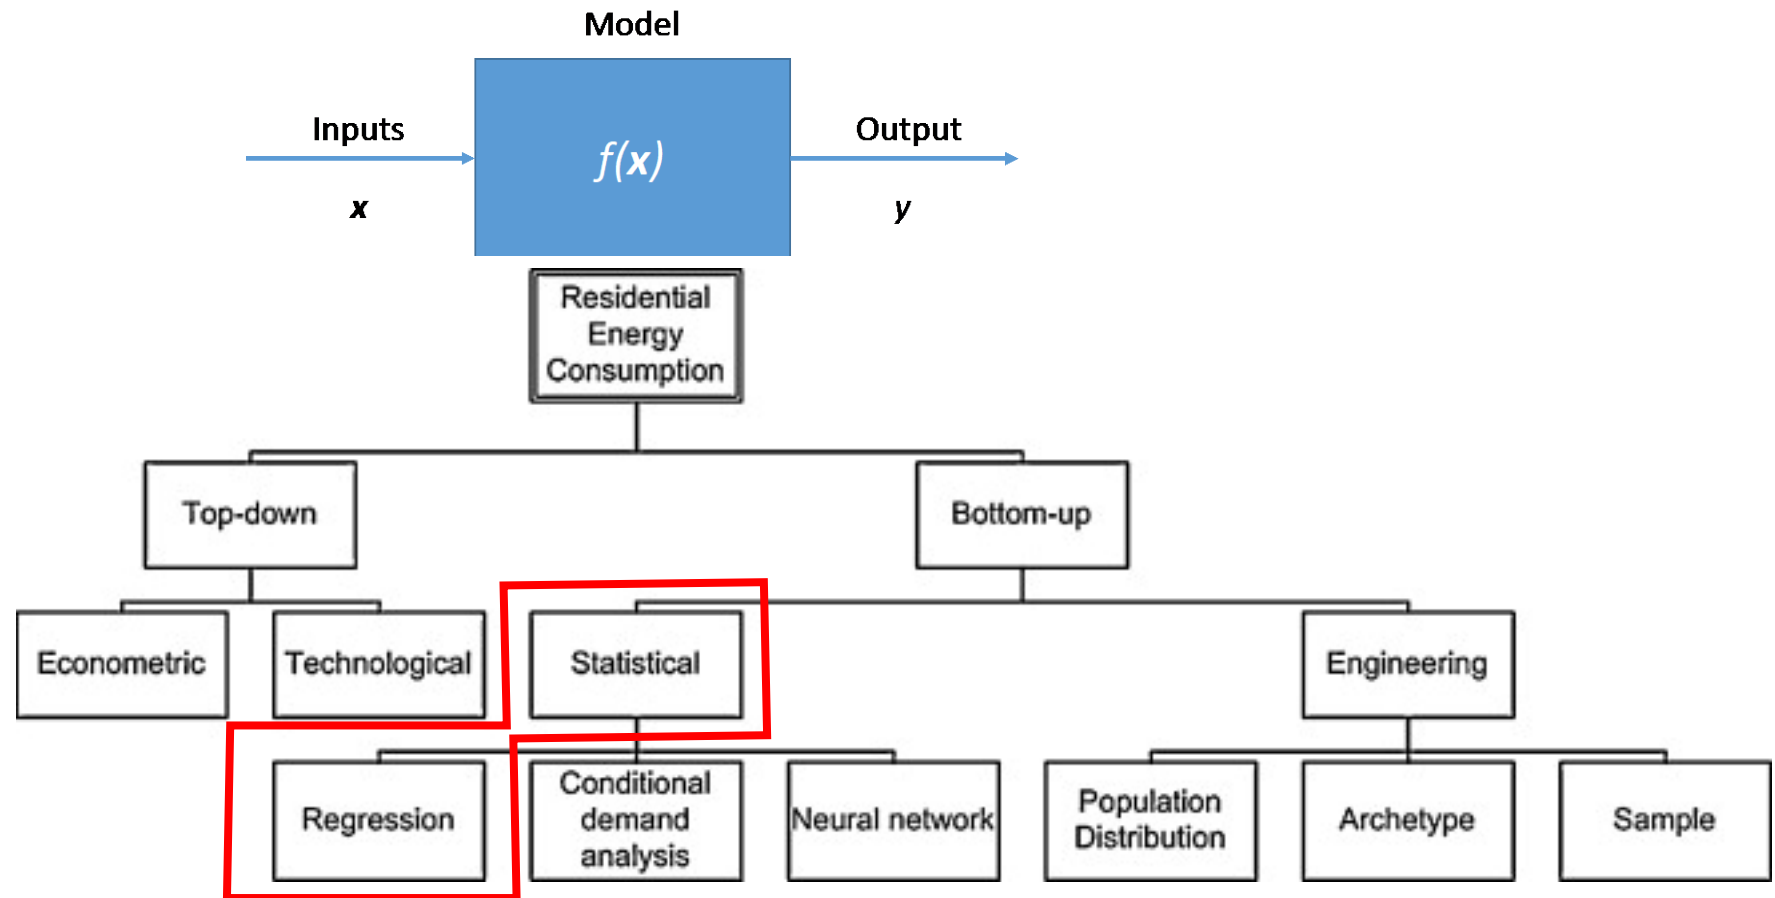 Model
Inputs
Output
f(x)
x
y
Residential
Energy
Consumption
Top-down
Bottom-up
Econometric
Technological
Statistical
Engineering
Regression
Conditional
demand
analysis
Neural network
Population
Distribution
Archetype
Sample